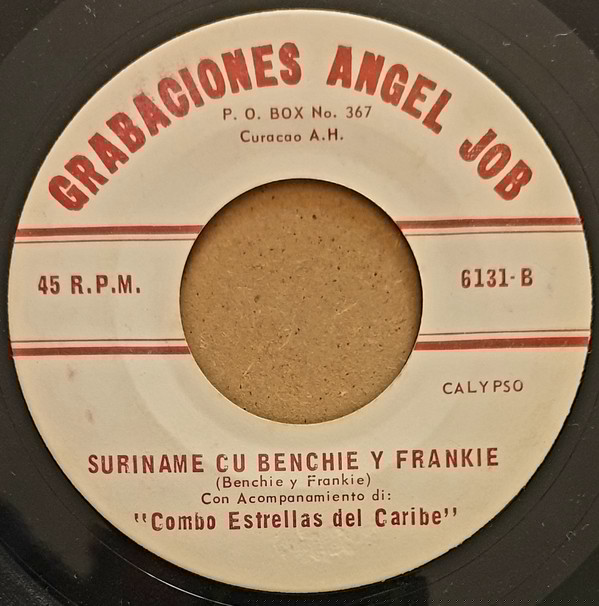 GRABACIONES ANGEL JOB
P. O. BOX No. 367
Curacao A.H.
45 R.P.M.
6131-B
CALYPSO
SURINAME CU BENCHIE Y FRANKIE
(Benchie y Frankie)
Con Acompanamiento di:
"Combo Estrellas del Caribe"